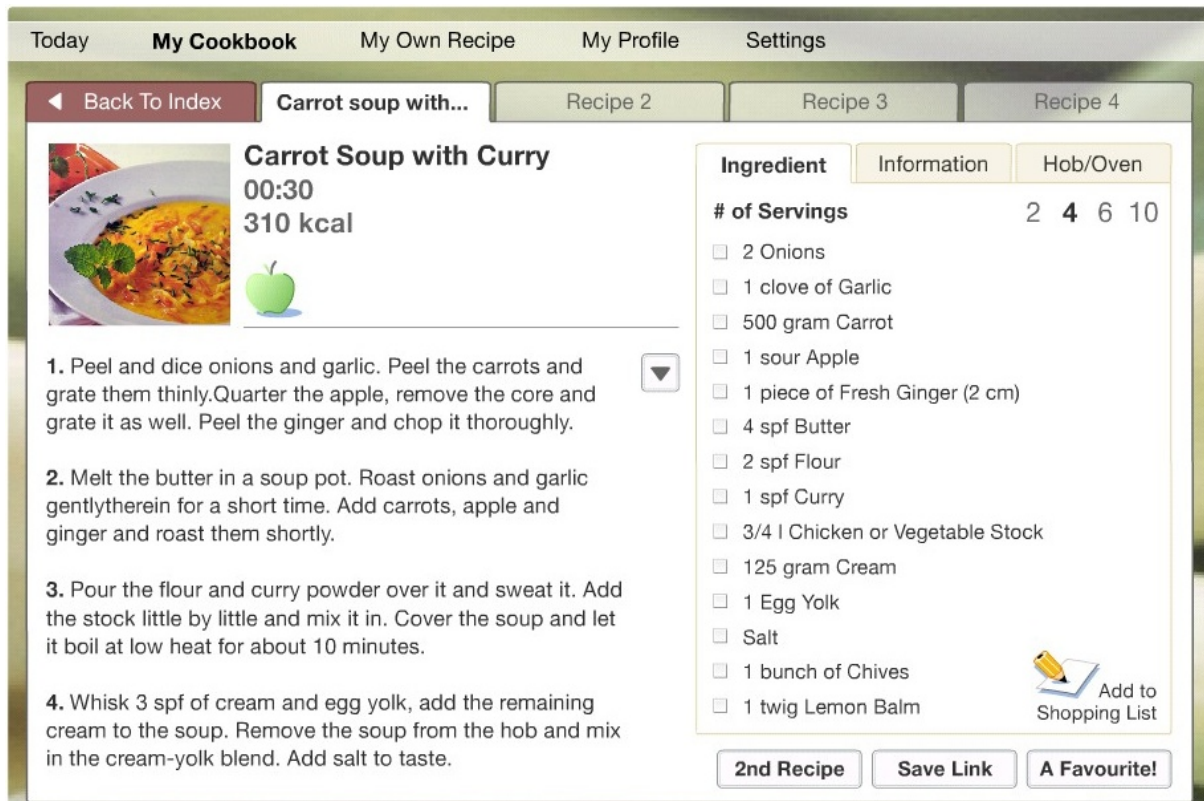 Today My Cookbook My Own Recipe My Profile Settings
Back To Index Carrot soup with... Recipe 2 Recipe 3 Recipe 4
Carrot Soup with Curry
00:30
310 kcal
1. Peel and dice onions and garlic. Peel the carrots and
grate them thinly.Quarter the apple, remove the core and
grate it as well. Peel the ginger and chop it thoroughly.
2. Melt the butter in a soup pot. Roast onions and garlic
gentlytherein for a short time. Add carrots, apple and
ginger and roast them shortly.
3. Pour the flour and curry powder over it and sweat it. Add
the stock little by little and mix it in. Cover the soup and let
it boil at low heat for about 10 minutes.
4. Whisk 3 spf of cream and egg yolk, add the remaining
cream to the soup. Remove the soup from the hob and mix
in the cream-yolk blend. Add salt to taste.
Ingredient Information Hob/Oven
# of Servings 2 4 6 10
2 Onions
1 clove of Garlic
500 gram Carrot
1 sour Apple
1 piece of Fresh Ginger (2 cm)
4 spf Butter
2 spf Flour
1 spf Curry
3/4 l Chicken or Vegetable Stock
125 gram Cream
1 Egg Yolk
Salt
1 bunch of Chives
1 twig Lemon Balm
Add to
Shopping List
2nd Recipe Save Link A Favourite!